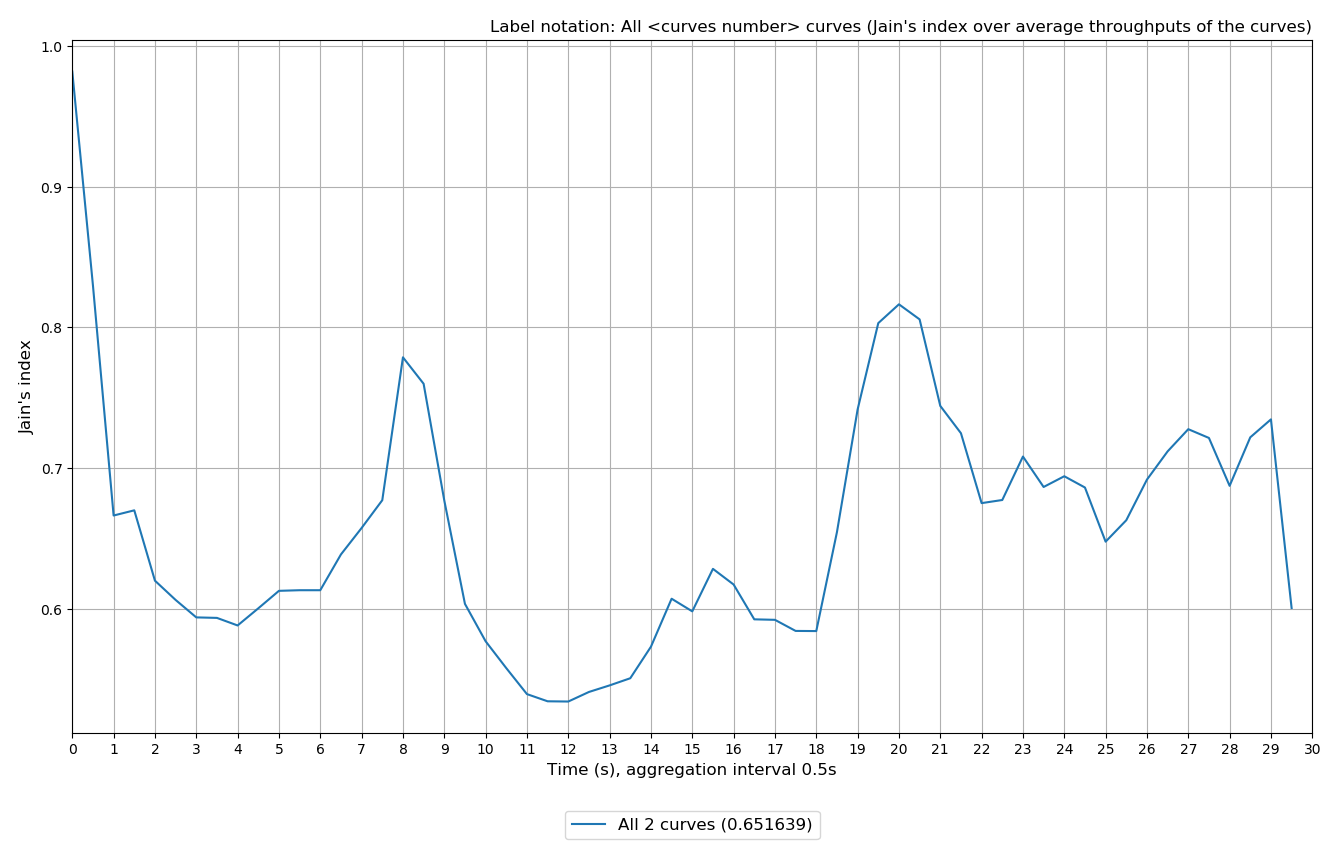 Label notation: All <curves number> curves (Jain's index over average throughputs of the curves)
1.0
0.9
0.8
0.7
0.6
Jain's index
0 1 2 3 4 5 6 7 8 9 10 11 12 13 14 15 16 17 18 19 20 21 22 23 24 25 26 27 28 29 30
Time (s), aggregation interval 0.5s
All 2 curves (0.651639)